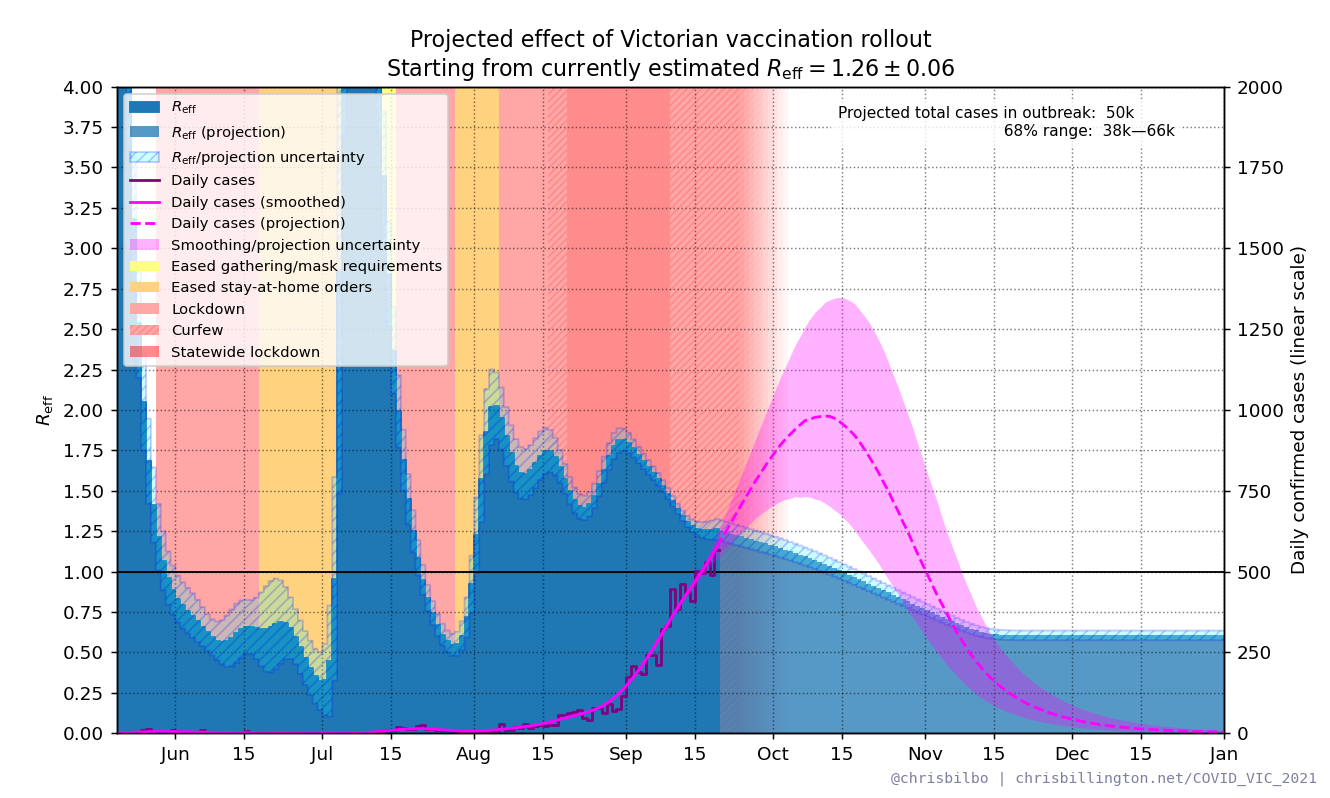 Projected effect of Victorian vaccination rollout
Starting from currently estimated R_eff = 1.26 ± 0.06
Projected total cases in outbreak: 50k
68% range: 38k—66k
R_eff
R_eff (projection)
R_eff/projection uncertainty
Daily cases
Daily cases (smoothed)
Daily cases (projection)
Smoothing/projection uncertainty
Eased gathering/mask requirements
Eased stay-at-home orders
Lockdown
Curfew
Statewide lockdown
R_eff
4.00
3.75
3.50
3.25
3.00
2.75
2.50
2.25
2.00
1.75
1.50
1.25
1.00
0.75
0.50
0.25
0.00
2000
1750
1500
1250
1000
750
500
250
0
Daily confirmed cases (linear scale)
Jun 15 Jul 15 Aug 15 Sep 15 Oct 15 Nov 15 Dec 15 Jan
@chrisbilbo | chrisbillington.net/COVID_VIC_2021